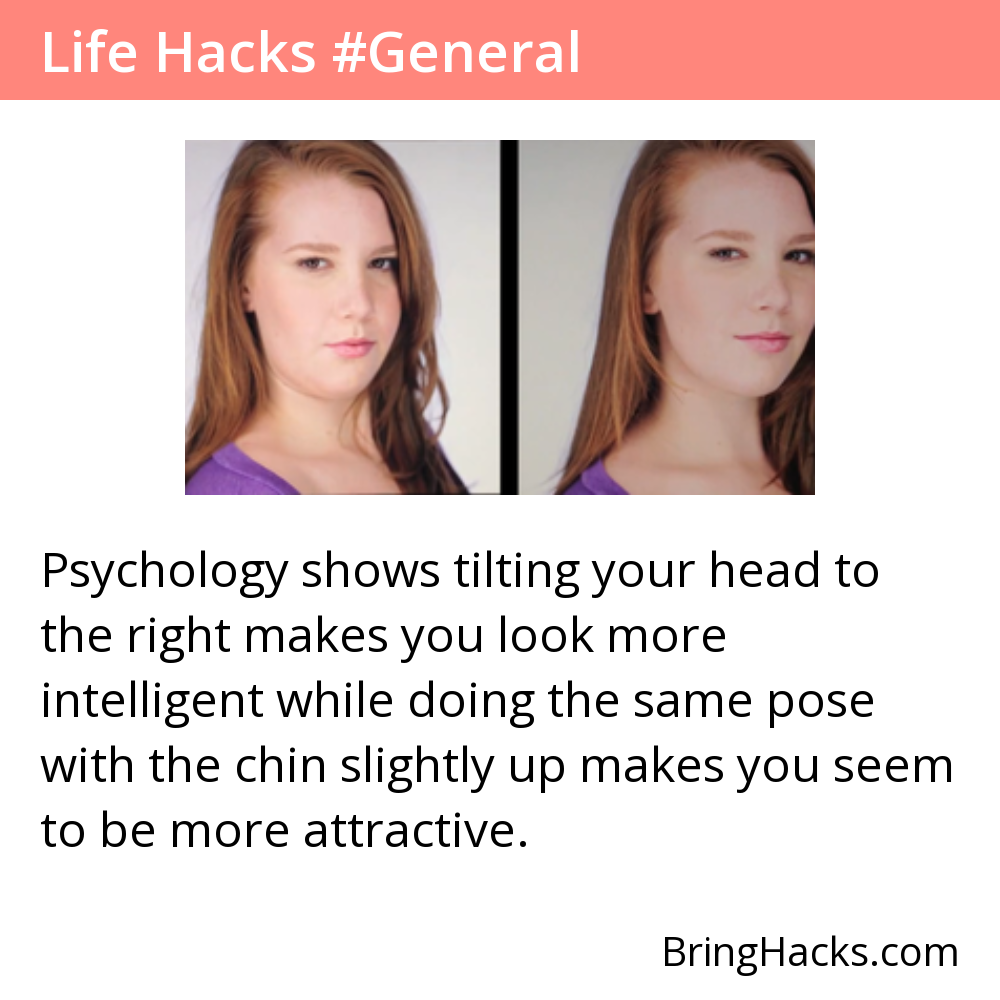 Life Hacks #General
Psychology shows tilting your head to
the right makes you look more
intelligent while doing the same pose
with the chin slightly up makes you seem
to be more attractive.
BringHacks.com